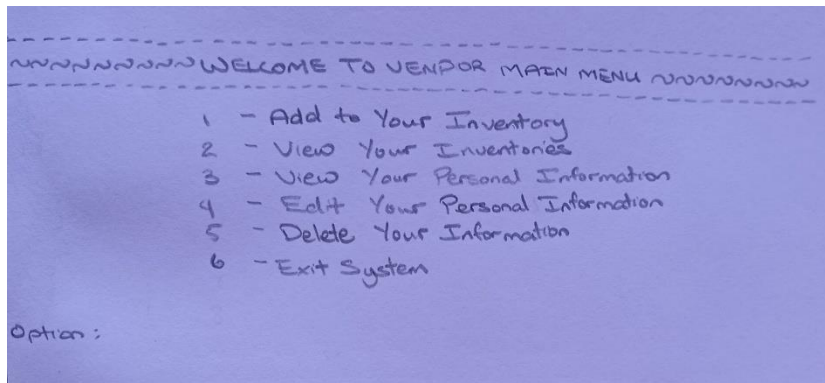 --------------------------------------------------
~~~~~~~~~~WELCOME TO VENDOR MAIN MENU ~~~~~~~~~
--------------------------------------------------
1 - Add to Your Inventory
2 - View Your Inventories
3 - View Your Personal Information
4 - Edit Your Personal Information
5 - Delete Your Information
6 - Exit System
Option: